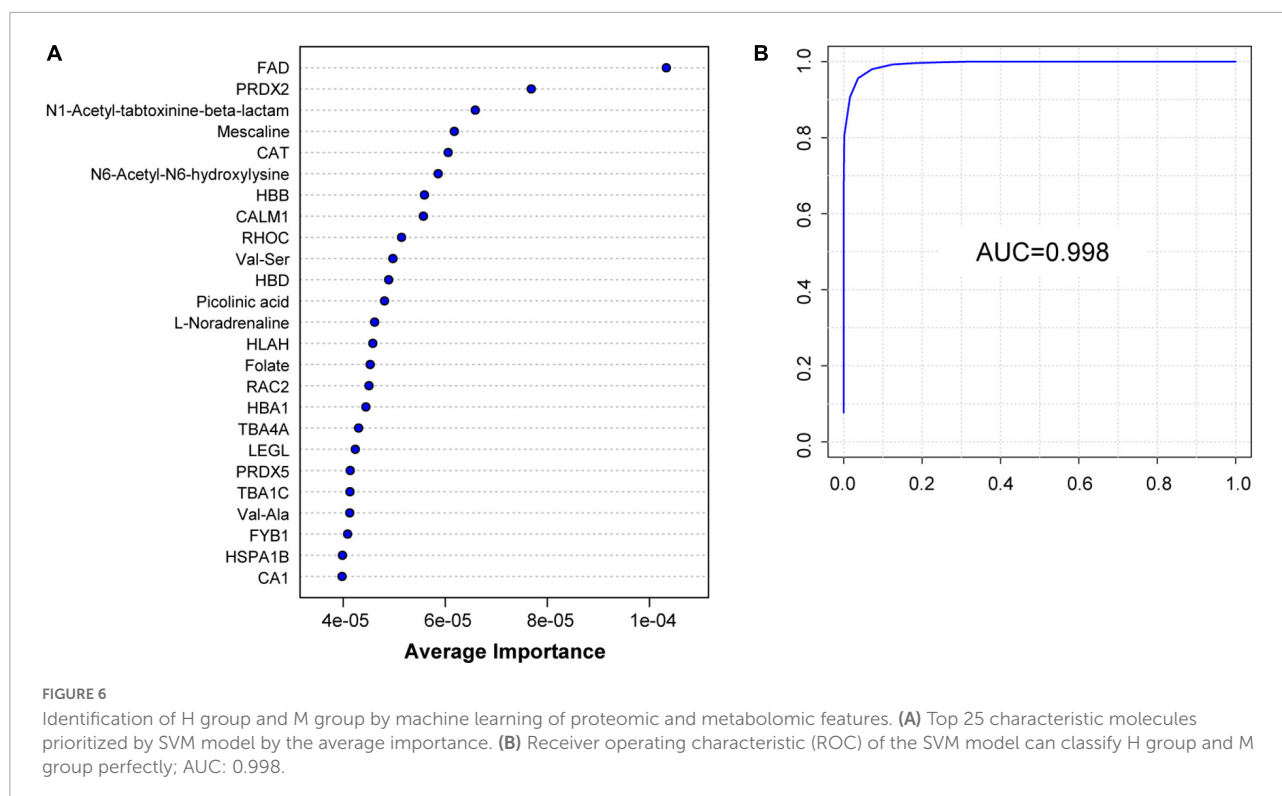 A
FAD
PRDX2
N1-Acetyl-tabtoxinine-beta-lactam
Mescaline
CAT
N6-Acetyl-N6-hydroxylysine
HBB
CALM1
RHOC
Val-Ser
HBD
Picolinic acid
L-Noradrenaline
HLAH
Folate
RAC2
HBA1
TBA4A
LEGL
PRDX5
TBA1C
Val-Ala
FYB1
HSPA1B
CA1
4e-05 6e-05 8e-05 1e-04
Average Importance
B
1.0
0.8
0.6
0.4
0.2
0.0
AUC=0.998
0.0 0.2 0.4 0.6 0.8 1.0
FIGURE 6
Identification of H group and M group by machine learning of proteomic and metabolomic features. (A) Top 25 characteristic molecules
prioritized by SVM model by the average importance. (B) Receiver operating characteristic (ROC) of the SVM model can classify H group and M
group perfectly; AUC: 0.998.